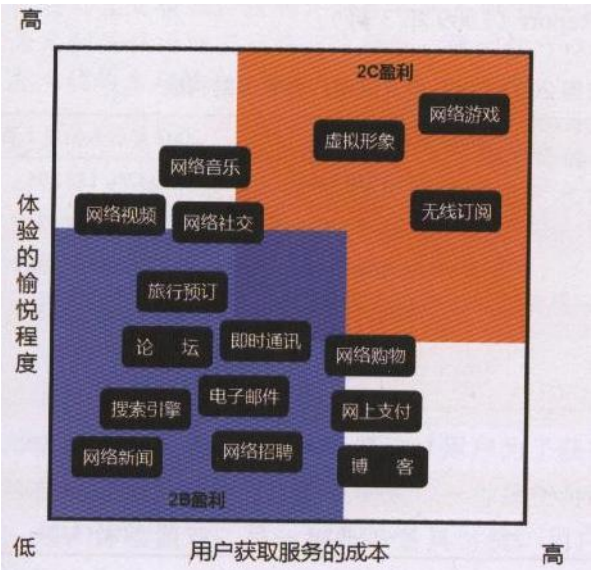 高
2C盈利
网络游戏
虚拟形象
网络音乐
网络视频
网络社交
无线订阅
体验的愉悦程度
旅行预订
论 坛
即时通讯
网络购物
电子邮件
搜索引擎
网上支付
网络新闻
网络招聘
博 客
2B盈利
低
用户获取服务的成本
高